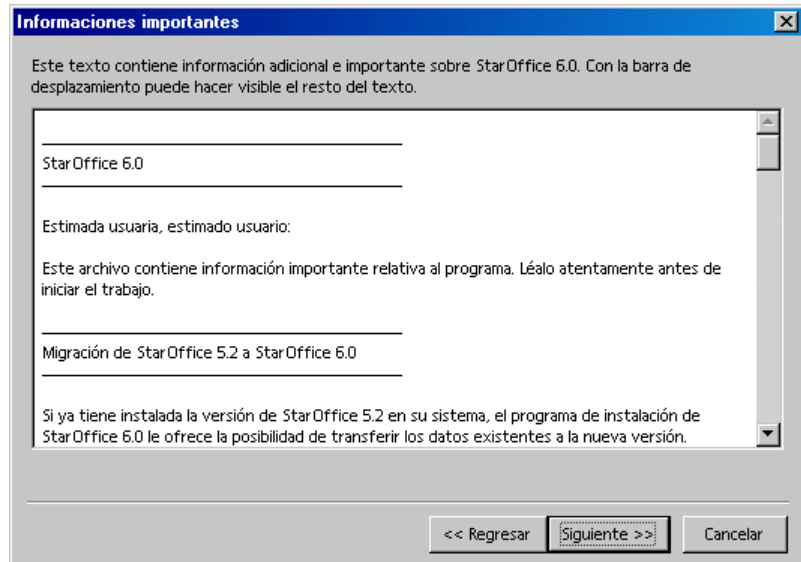 Informaciones importantes
Este texto contiene información adicional e importante sobre StarOffice 6.0. Con la barra de
desplazamiento puede hacer visible el resto del texto.
StarOffice 6.0
Estimada usuaria, estimado usuario:
Este archivo contiene información importante relativa al programa. Léalo atentamente antes de
iniciar el trabajo.
Migración de StarOffice 5.2 a StarOffice 6.0
Si ya tiene instalada la versión de StarOffice 5.2 en su sistema, el programa de instalación de
StarOffice 6.0 le ofrece la posibilidad de transferir los datos existentes a la nueva versión.
<< Regresar Siguiente >> Cancelar